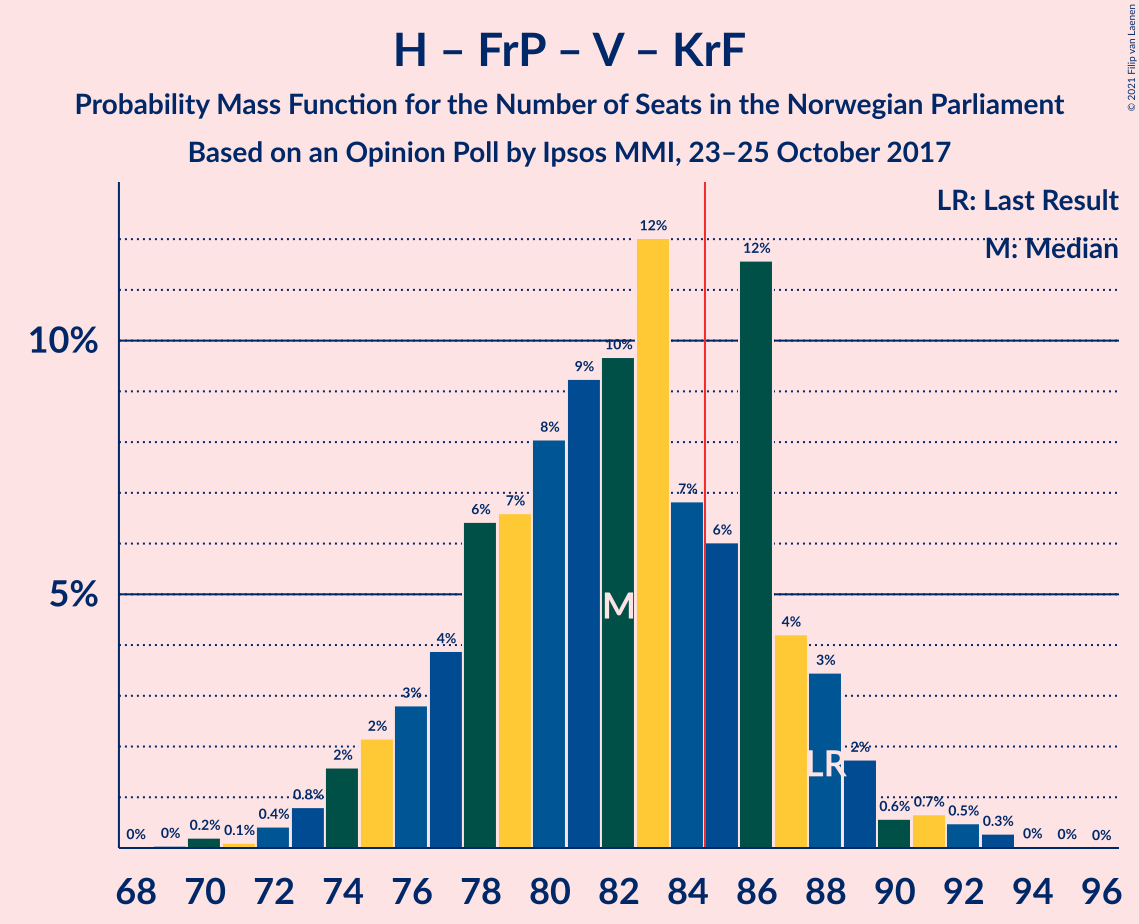 H – FrP – V – KrF
Probability Mass Function for the Number of Seats in the Norwegian Parliament
Based on an Opinion Poll by Ipsos MMI, 23–25 October 2017
© 2021 Filip van Laenen
LR: Last Result
M: Median
10%
5%
0% 0% 0.2% 0.1% 0.4% 0.8% 2% 2% 3% 4% 6% 7% 8% 9% 10% 12% 7% 6% 12% 4% 3% 2% 0.6% 0.7% 0.5% 0.3% 0% 0% 0%
M
LR
68 70 72 74 76 78 80 82 84 86 88 90 92 94 96